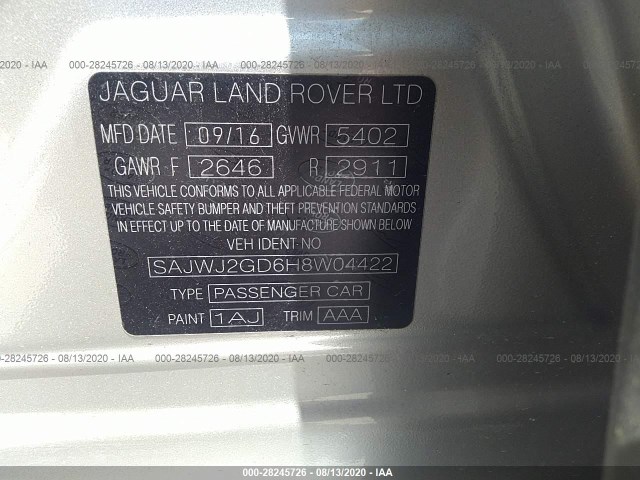 000-28245726 - 08/13/2020 - IAA
JAGUAR LAND ROVER LTD
MFD DATE 09/16 GVWR 5402
GAWR F 2646 R 2911
THIS VEHICLE CONFORMS TO ALL APPLICABLE FEDERAL MOTOR
VEHICLE SAFETY BUMPER AND THEFT PREVENTION STANDARDS
IN EFFECT UP TO THE DATE OF MANUFACTURE SHOWN BELOW
VEH IDENT NO
SAJWJ2GD6H8W04422
TYPE PASSENGER CAR
PAINT 1AJ TRIM AAA
000-28245726 - 08/13/2020 - IAA
000-28245726 - 08/13/2020 - IAA